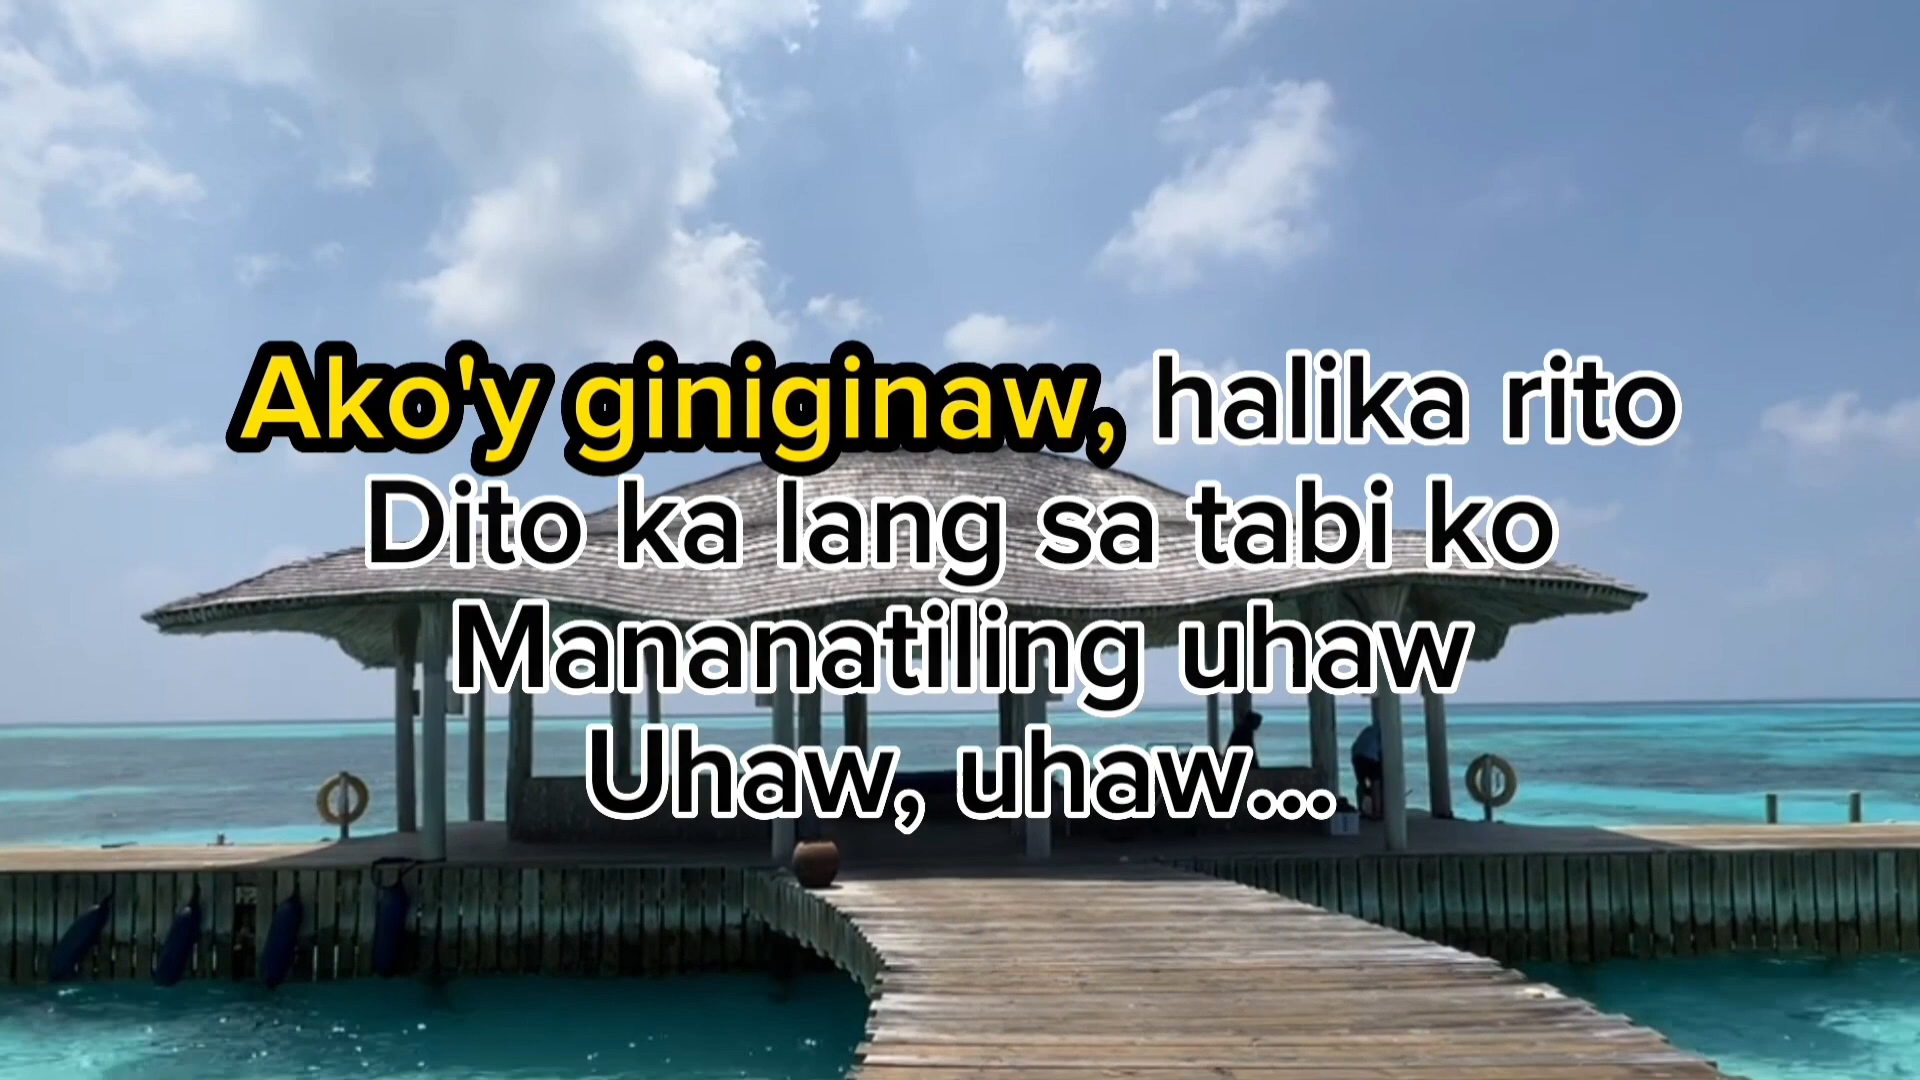 Ako'y giniginaw, halika rito
Dito ka lang sa tabi ko
Mananatiling uhaw
Uhaw, uhaw...